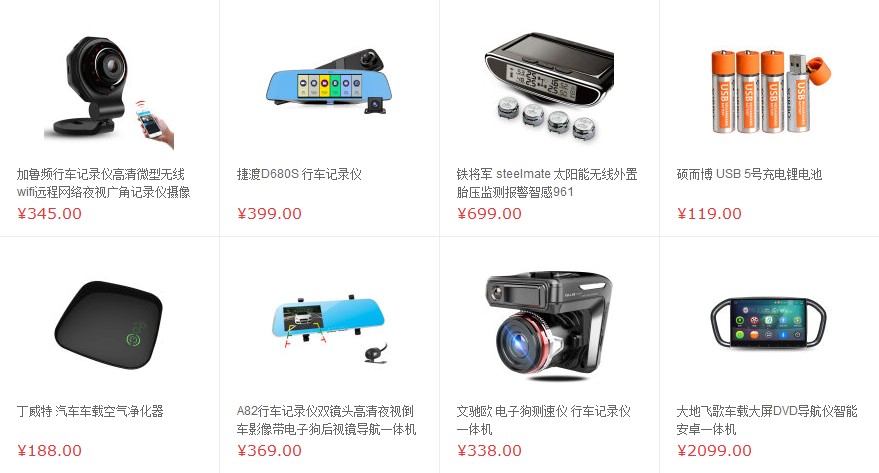 加鲁频行车记录仪高清微型无线
wifi远程网络夜视广角记录仪摄像
¥345.00
捷渡D680S 行车记录仪
¥399.00
铁将军 steelmate 太阳能无线外置
胎压监测报警智感961
¥699.00
USB
USB
USB
USB
硕而博 USB 5号充电锂电池
¥119.00
丁威特 汽车车载空气净化器
¥188.00
A82行车记录仪双镜头高清夜视倒
车影像带电子狗后视镜导航一体机
¥369.00
文驰欧 电子狗测速仪 行车记录仪
一体机
¥338.00
大地飞歌车载大屏DVD导航仪智能
安卓一体机
¥2099.00